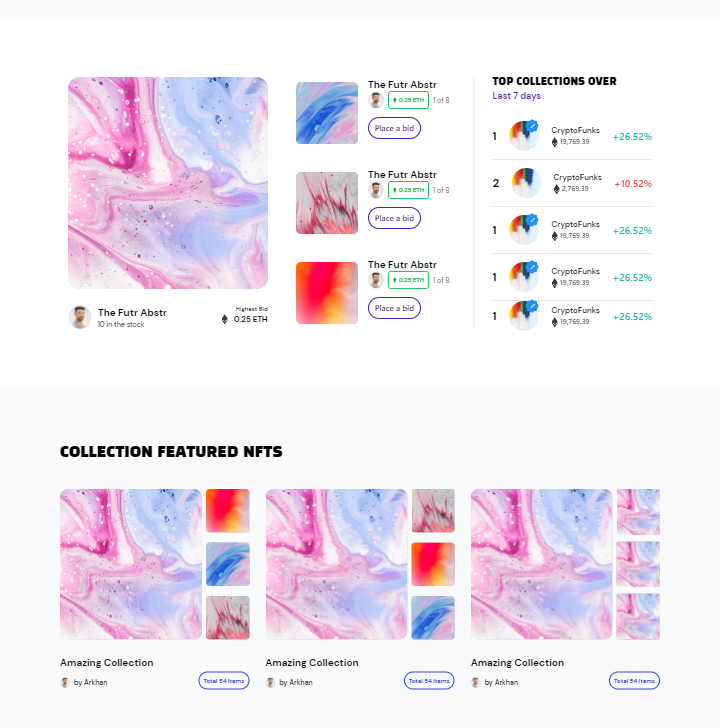 The Futr Abstr
10 in the stock
Highest Bid
0.25 ETH
The Futr Abstr
0.25 ETH
1 of 8
Place a bid
The Futr Abstr
0.25 ETH
1 of 8
Place a bid
The Futr Abstr
0.25 ETH
1 of 8
Place a bid
TOP COLLECTIONS OVER
Last 7 days
1
CryptoFunks
19,769.39
+26.52%
2
CryptoFunks
2,769.39
+10.52%
1
CryptoFunks
19,769.39
+26.52%
1
CryptoFunks
19,769.39
+26.52%
1
CryptoFunks
19,769.39
+26.52%
COLLECTION FEATURED NFTS
Amazing Collection
by Arkhan
Total 54 Items
Amazing Collection
by Arkhan
Total 54 Items
Amazing Collection
by Arkhan
Total 54 Items